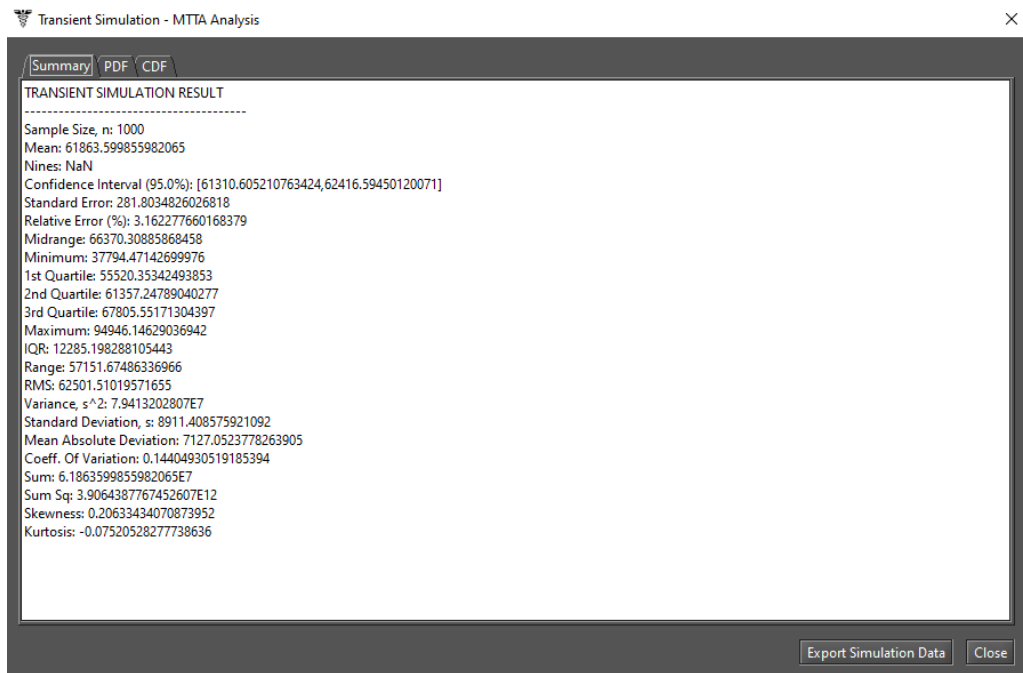 Transient Simulation - MTTA Analysis
Summary PDF CDF
TRANSIENT SIMULATION RESULT
--------------------------------------
Sample Size, n: 1000
Mean: 61863.599855982065
Nines: NaN
Confidence Interval (95.0%): [61310.605210763424,62416.59450120071]
Standard Error: 281.8034826026818
Relative Error (%): 3.162277660168379
Midrange: 66370.30885868458
Minimum: 37794.47142699976
1st Quartile: 55520.35342493853
2nd Quartile: 61357.24789040277
3rd Quartile: 67805.55171304397
Maximum: 94946.14629036942
IQR: 12285.198288105443
Range: 57151.67486336966
RMS: 62501.51019571655
Variance, s^2: 7.9413202807E7
Standard Deviation, s: 8911.408575921092
Mean Absolute Deviation: 7127.0523778263905
Coeff. Of Variation: 0.14404930519185394
Sum: 6.1863599855982065E7
Sum Sq: 3.9064387767452607E12
Skewness: 0.20633434070873952
Kurtosis: -0.07520528277738636
Export Simulation Data Close